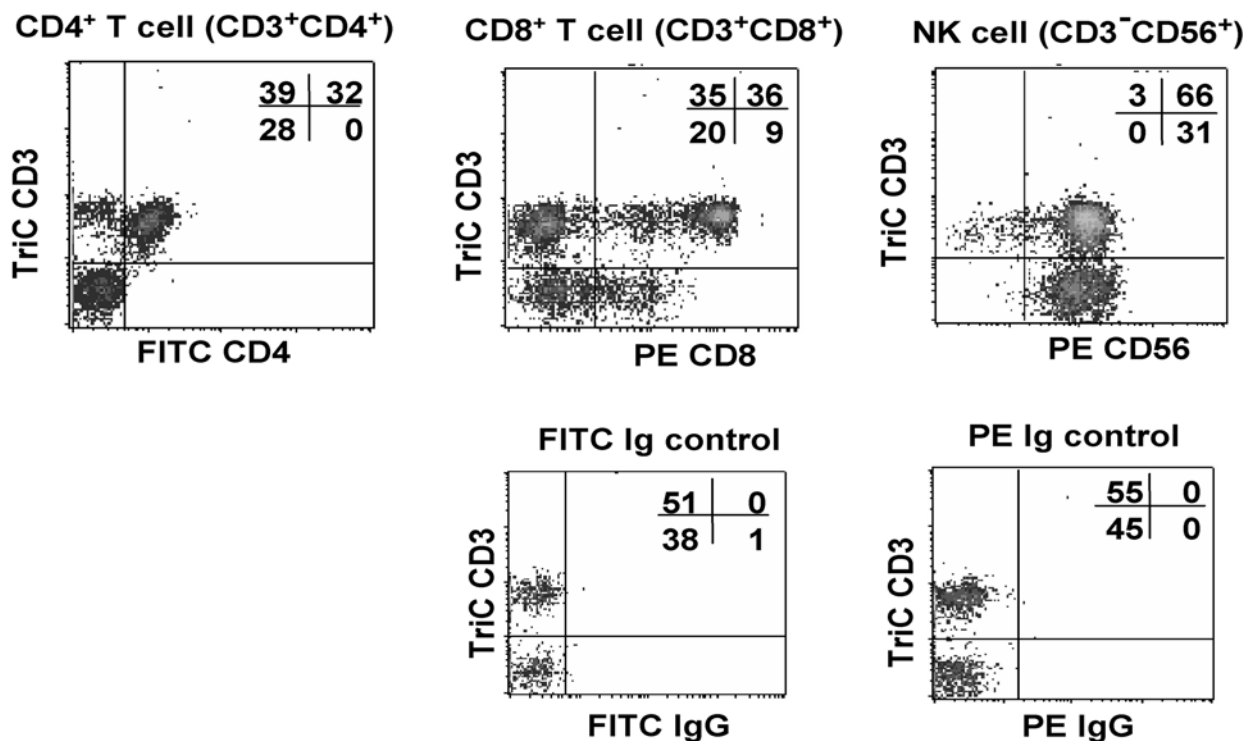 CD4⁺ T cell (CD3⁺CD4⁺)
39 32
28 0
TriC CD3
FITC CD4
CD8⁺ T cell (CD3⁺CD8⁺)
35 36
20 9
TriC CD3
PE CD8
NK cell (CD3⁻CD56⁺)
3 66
0 31
TriC CD3
PE CD56
FITC Ig control
51 0
38 1
TriC CD3
FITC IgG
PE Ig control
55 0
45 0
TriC CD3
PE IgG